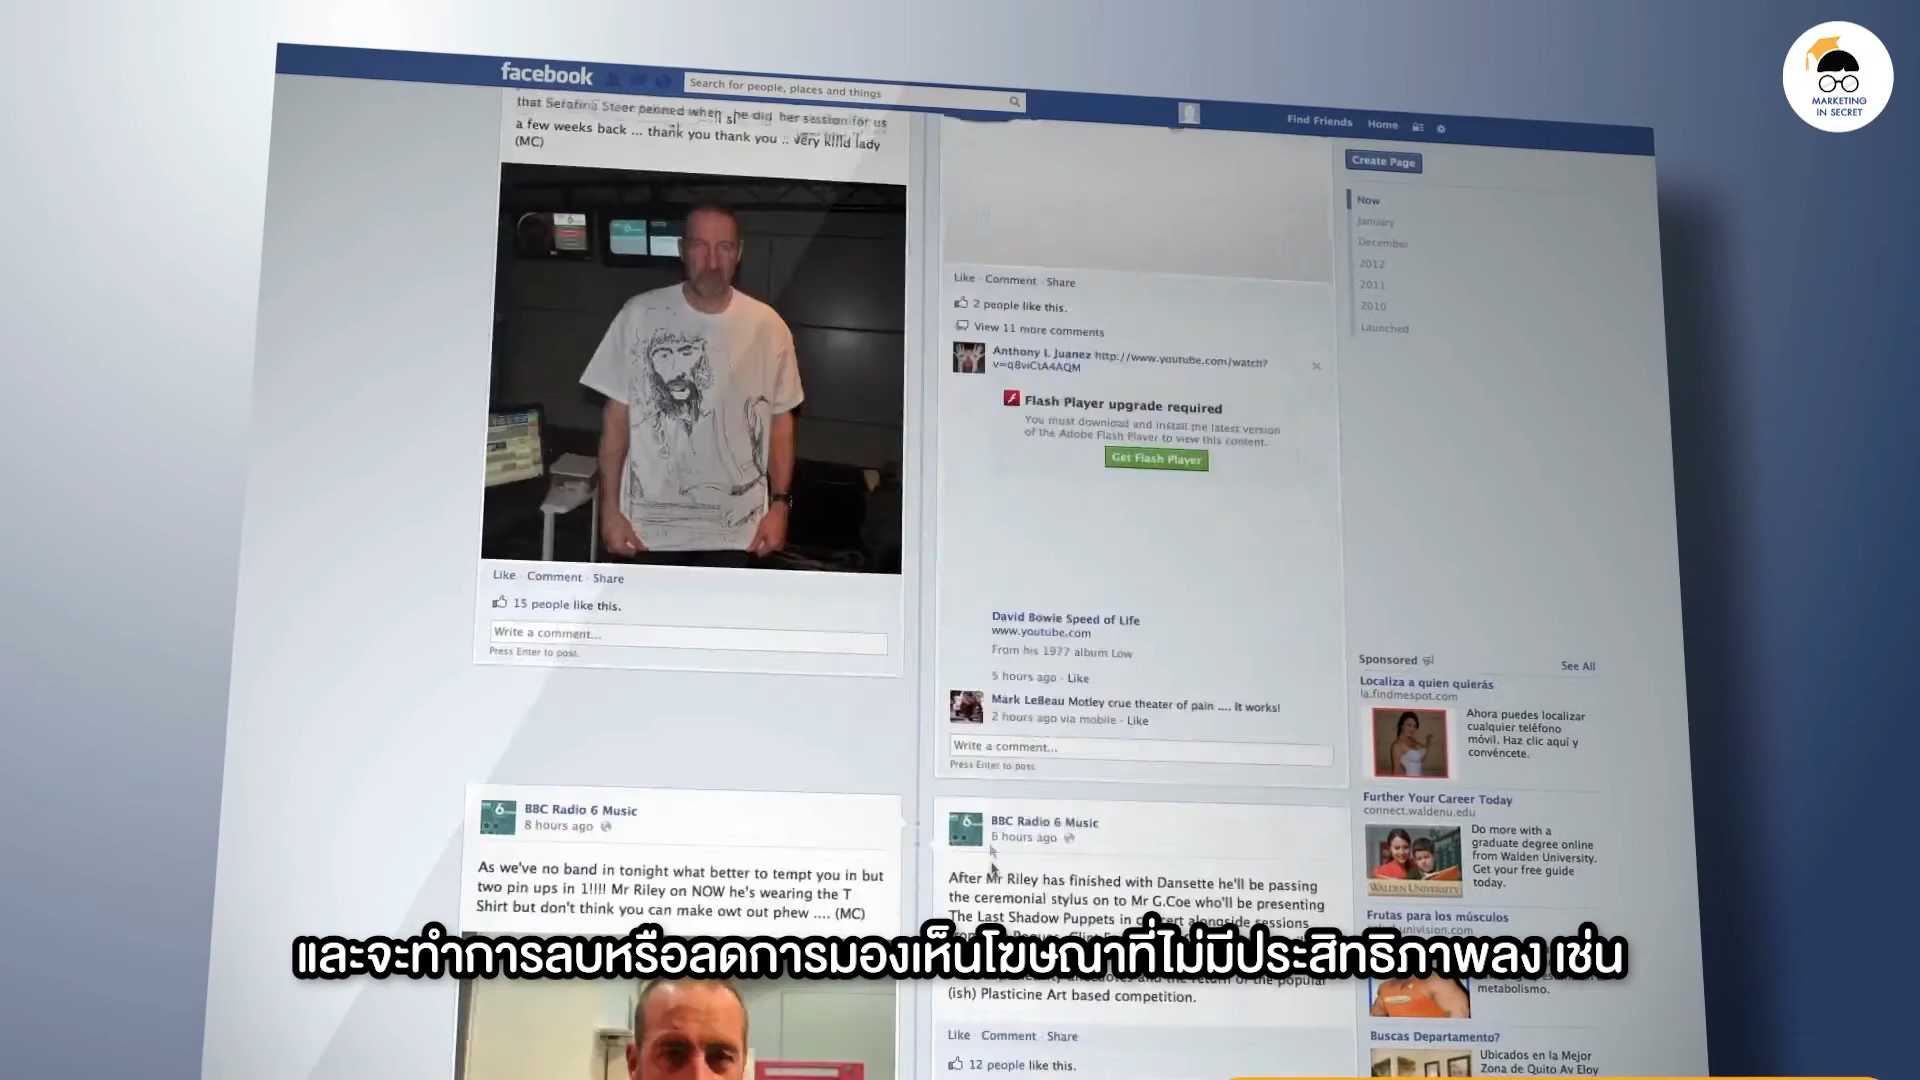 facebook
Search for people, places and things
Find Friends
Home
MARKETING
IN SECRET
that Serafina Steer penned when he did her session for us
a few weeks back ... thank you thank you .. very kind lady
(MC)
Like · Comment · Share
15 people like this.
Write a comment...
Press Enter to post.
BBC Radio 6 Music
8 hours ago
As we've no band in tonight what better to tempt you in but
two pin ups in 1!!!! Mr Riley on NOW he's wearing the T
Shirt but don't think you can make owt out phew .... (MC)
Like · Comment · Share
2 people like this.
View 11 more comments
Anthony L Juanez http://www.youtube.com/watch?
v=q8viCtA4AQM
Flash Player upgrade required
You must download and install the latest version
of the Adobe Flash Player to view this content.
Get Flash Player
David Bowie Speed of Life
www.youtube.com
From his 1977 album Low
5 hours ago · Like
Mark LeBeau Motley crue theater of pain .... It works!
2 hours ago via mobile · Like
Write a comment...
Press Enter to post.
BBC Radio 6 Music
8 hours ago
After Mr Riley has finished with Dansette he'll be passing
the ceremonial stylus on to Mr G.Coe who'll be presenting
The Last Shadow Puppets in concert alongside sessions
และจะทำการลบหรือลดการมองเห็นโฆษณาที่ไม่มีประสิทธิภาพลง เช่น
(ish) Plasticine Art based competition.
Like · Comment · Share
12 people like this.
Create Page
Now
January
December
2012
2011
2010
Launched
Sponsored
See All
Localiza a quien quierás
la.findmespot.com
Ahora puedes localizar
cualquier teléfono
móvil. Haz clic aquí y
convéncete.
Further Your Career Today
connect.waldenu.edu
WALDEN UNIVERSITY
Do more with a
graduate degree online
from Walden University.
Get your free guide
today.
Frutas para los músculos
metabolismo.
Buscas Departamento?
Ubicados en la Mejor
Zona de Quito Av Eloy